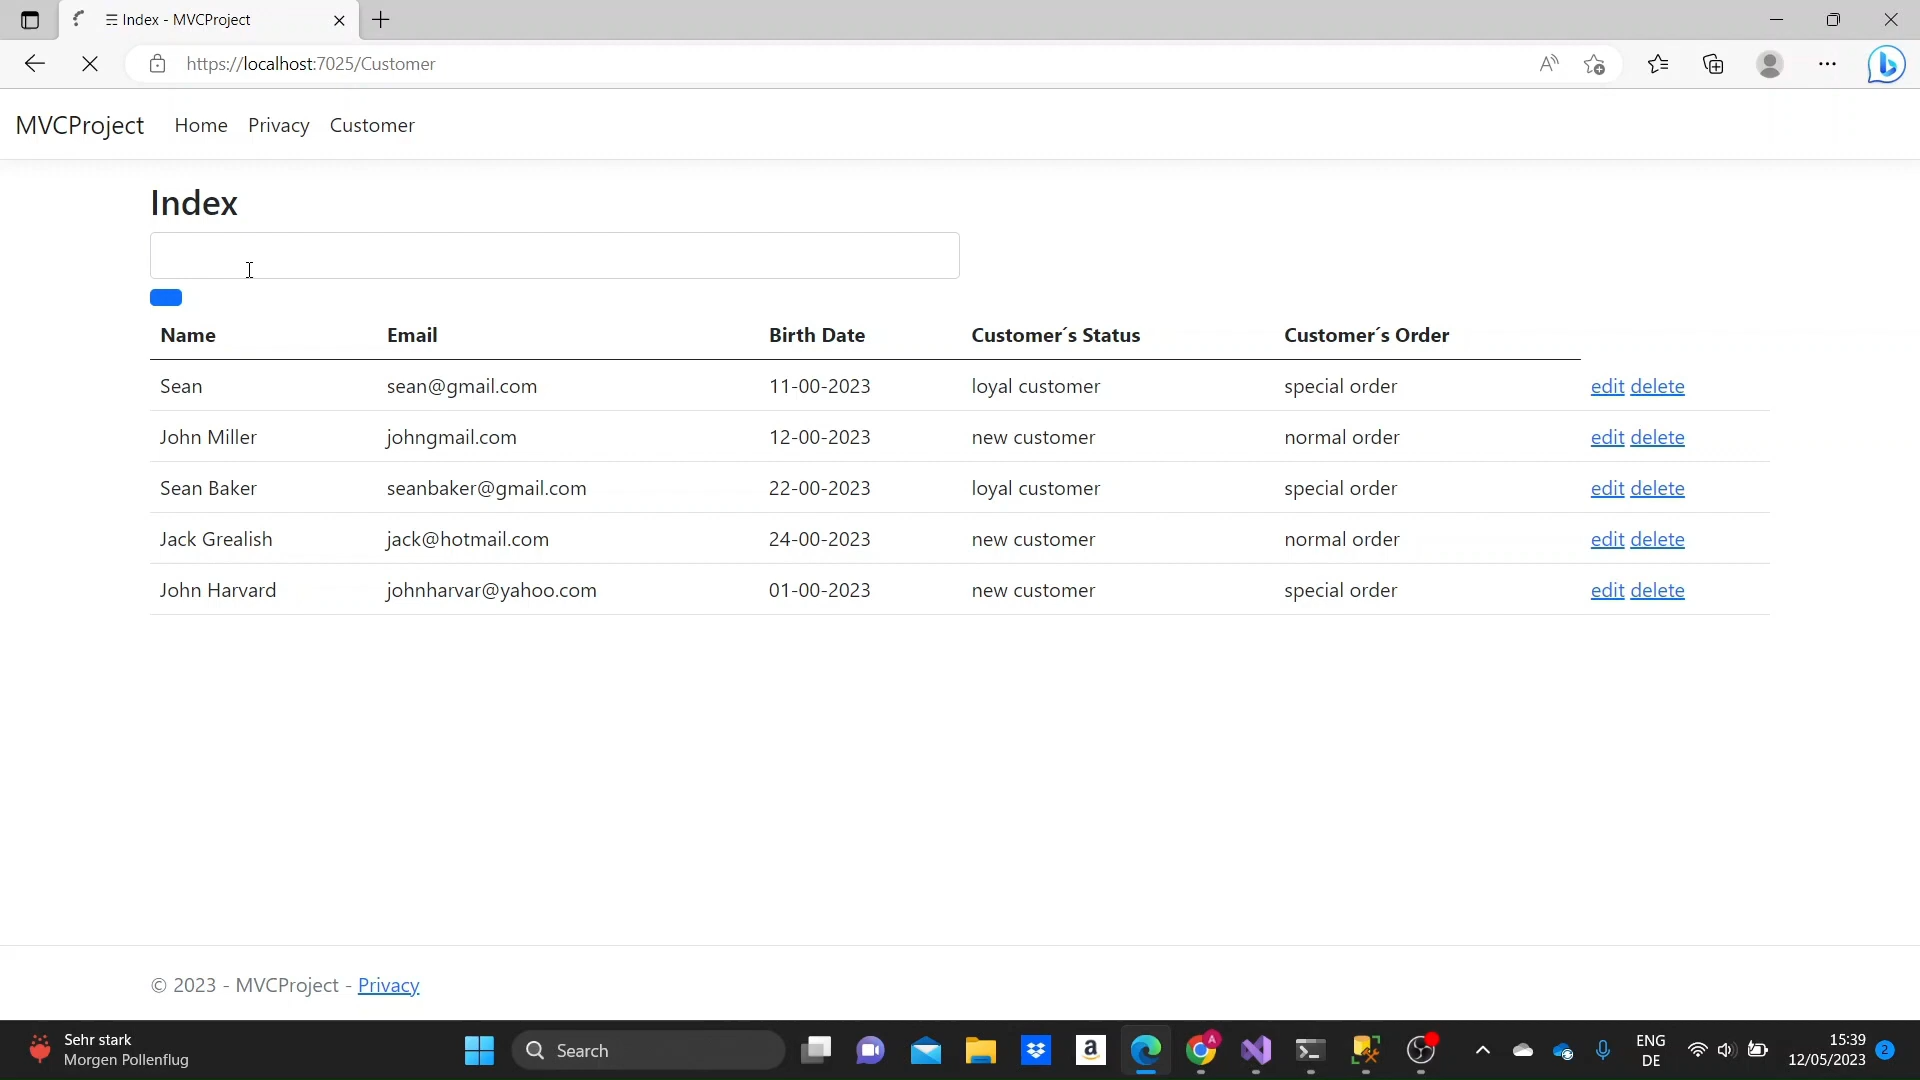 Index - MVCProject
https://localhost:7025/Customer
MVCProject Home Privacy Customer
Index
Name Email Birth Date Customer´s Status Customer´s Order
Sean sean@gmail.com 11-00-2023 loyal customer special order edit delete
John Miller johngmail.com 12-00-2023 new customer normal order edit delete
Sean Baker seanbaker@gmail.com 22-00-2023 loyal customer special order edit delete
Jack Grealish jack@hotmail.com 24-00-2023 new customer normal order edit delete
John Harvard johnharvar@yahoo.com 01-00-2023 new customer special order edit delete
© 2023 - MVCProject - Privacy
Sehr stark
Morgen Pollenflug
Search
a
A
ENG
DE
15:39
12/05/2023
2